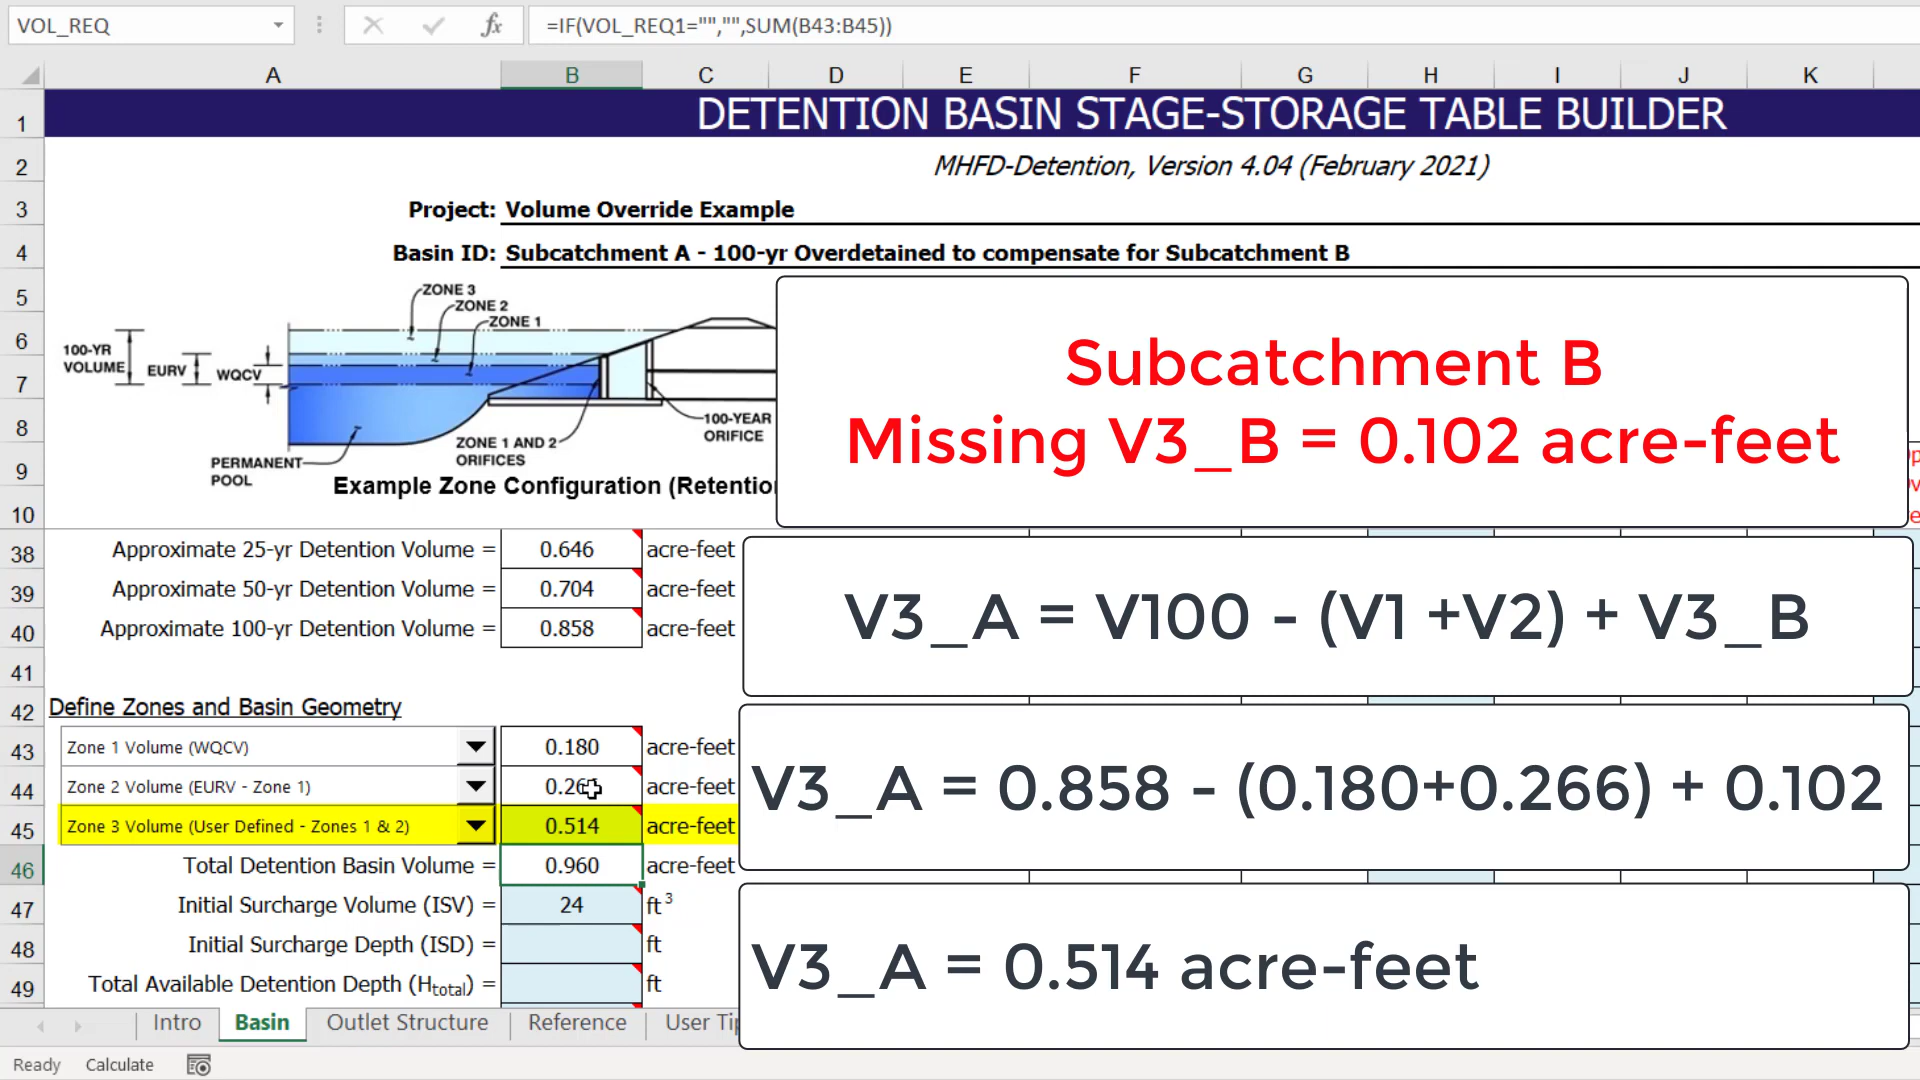 VOL_REQ
fx
=IF(VOL_REQ1="","",SUM(B43:B45))
A B C D E F G H I J K
1 DETENTION BASIN STAGE-STORAGE TABLE BUILDER
2 MHFD-Detention, Version 4.04 (February 2021)
3 Project: Volume Override Example
4 Basin ID: Subcatchment A - 100-yr Overdetained to compensate for Subcatchment B
5
6
7
8
9
10
ZONE 3
ZONE 2
ZONE 1
100-YR
VOLUME
EURV
WQCV
100-YEAR
ORIFICE
ZONE 1 AND 2
ORIFICES
PERMANENT
POOL
Example Zone Configuration (Retentio
Subcatchment B
Missing V3_B = 0.102 acre-feet
38 Approximate 25-yr Detention Volume = 0.646 acre-feet
39 Approximate 50-yr Detention Volume = 0.704 acre-feet
40 Approximate 100-yr Detention Volume = 0.858 acre-feet
41
V3_A = V100 - (V1 +V2) + V3_B
42 Define Zones and Basin Geometry
43 Zone 1 Volume (WQCV) 0.180 acre-feet
44 Zone 2 Volume (EURV - Zone 1) 0.26 acre-feet
45 Zone 3 Volume (User Defined - Zones 1 & 2) 0.514 acre-feet
V3_A = 0.858 - (0.180+0.266) + 0.102
46 Total Detention Basin Volume = 0.960 acre-feet
47 Initial Surcharge Volume (ISV) = 24 ft 3
48 Initial Surcharge Depth (ISD) = ft
49 Total Available Detention Depth (Htotal) = ft
V3_A = 0.514 acre-feet
Intro Basin Outlet Structure Reference User Tip
Ready Calculate